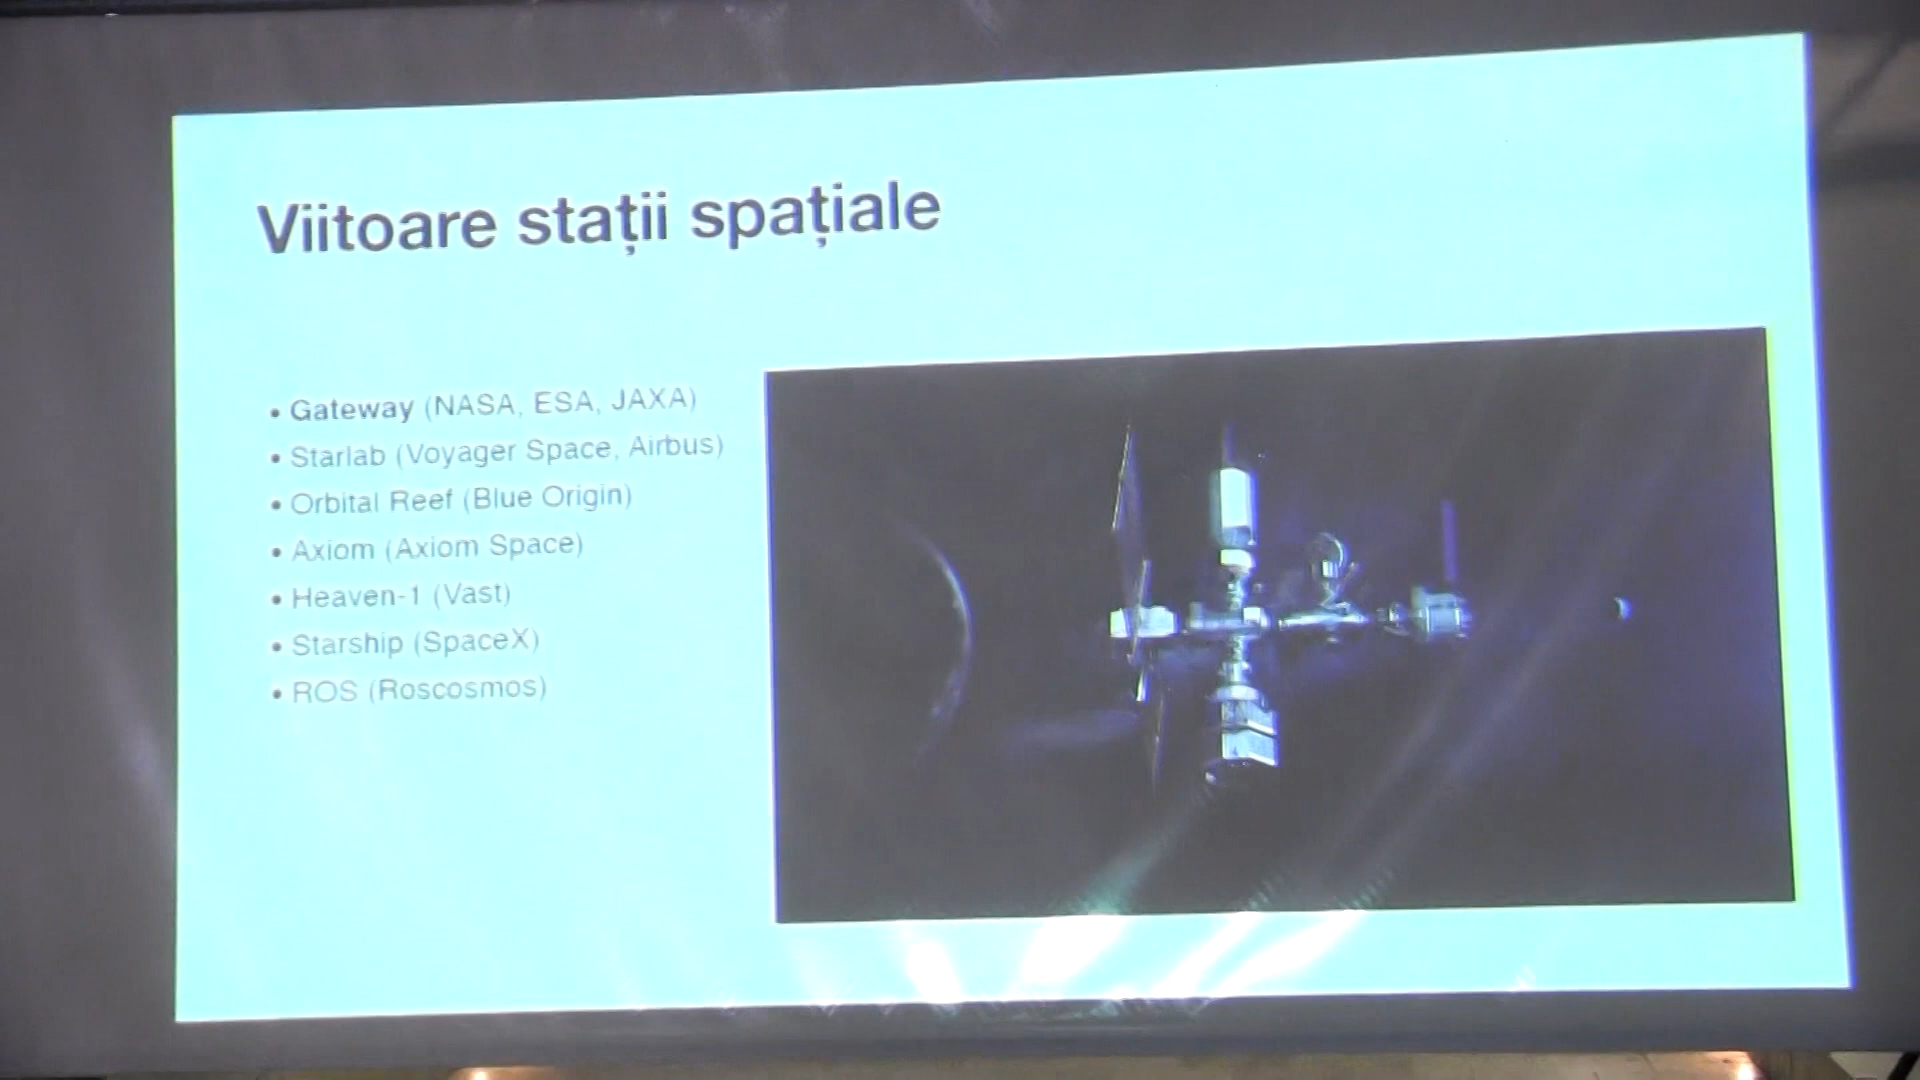 Viitoare stații spațiale
• Gateway (NASA, ESA, JAXA)
• Starlab (Voyager Space, Airbus)
• Orbital Reef (Blue Origin)
• Axiom (Axiom Space)
• Heaven-1 (Vast)
• Starship (SpaceX)
• ROS (Roscosmos)